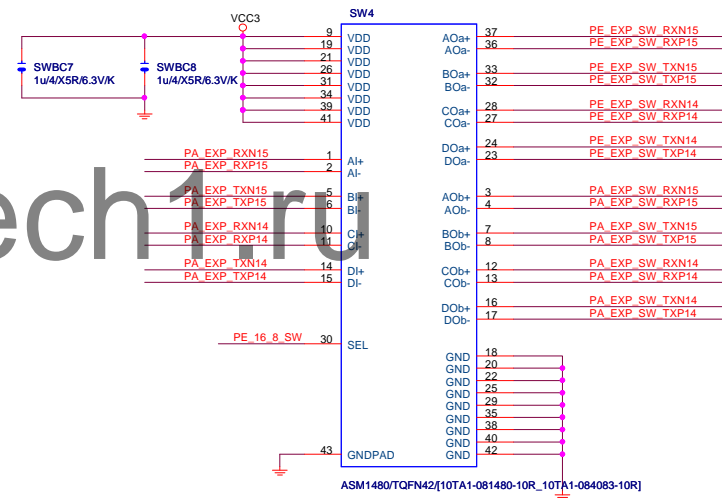 VCC3
SW4
SWBC7
1u/4/X5R/6.3V/K
SWBC8
1u/4/X5R/6.3V/K
9 VDD
19 VDD
21 VDD
26 VDD
31 VDD
34 VDD
39 VDD
41 VDD
PA_EXP_RXN15 1 AI+
PA_EXP_RXP15 2 AI-
PA_EXP_TXN15 5 BI+
PA_EXP_TXP15 6 BI-
PA_EXP_RXN14 10 CI+
PA_EXP_RXP14 11 CI-
PA_EXP_TXN14 14 DI+
PA_EXP_TXP14 15 DI-
PE_16_8_SW 30 SEL
43 GNDPAD
AOa+ 37 PE_EXP_SW_RXN15
AOa- 36 PE_EXP_SW_RXP15
BOa+ 33 PE_EXP_SW_TXN15
BOa- 32 PE_EXP_SW_TXP15
COa+ 28 PE_EXP_SW_RXN14
COa- 27 PE_EXP_SW_RXP14
DOa+ 24 PE_EXP_SW_TXN14
DOa- 23 PE_EXP_SW_TXP14
AOb+ 3 PA_EXP_SW_RXN15
AOb- 4 PA_EXP_SW_RXP15
BOb+ 7 PA_EXP_SW_TXN15
BOb- 8 PA_EXP_SW_TXP15
COb+ 12 PA_EXP_SW_RXN14
COb- 13 PA_EXP_SW_RXP14
DOb+ 16 PA_EXP_SW_TXN14
DOb- 17 PA_EXP_SW_TXP14
GND 18
GND 20
GND 22
GND 25
GND 29
GND 35
GND 38
GND 40
GND 42
ASM1480/TQFN42/[10TA1-081480-10R_10TA1-084083-10R]
ech1.ru